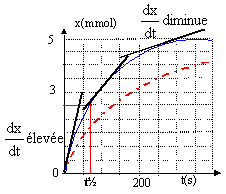 x(mmol)
dx/dt diminue
5
3
dx/dt élevée
0
t½
200
t(s)